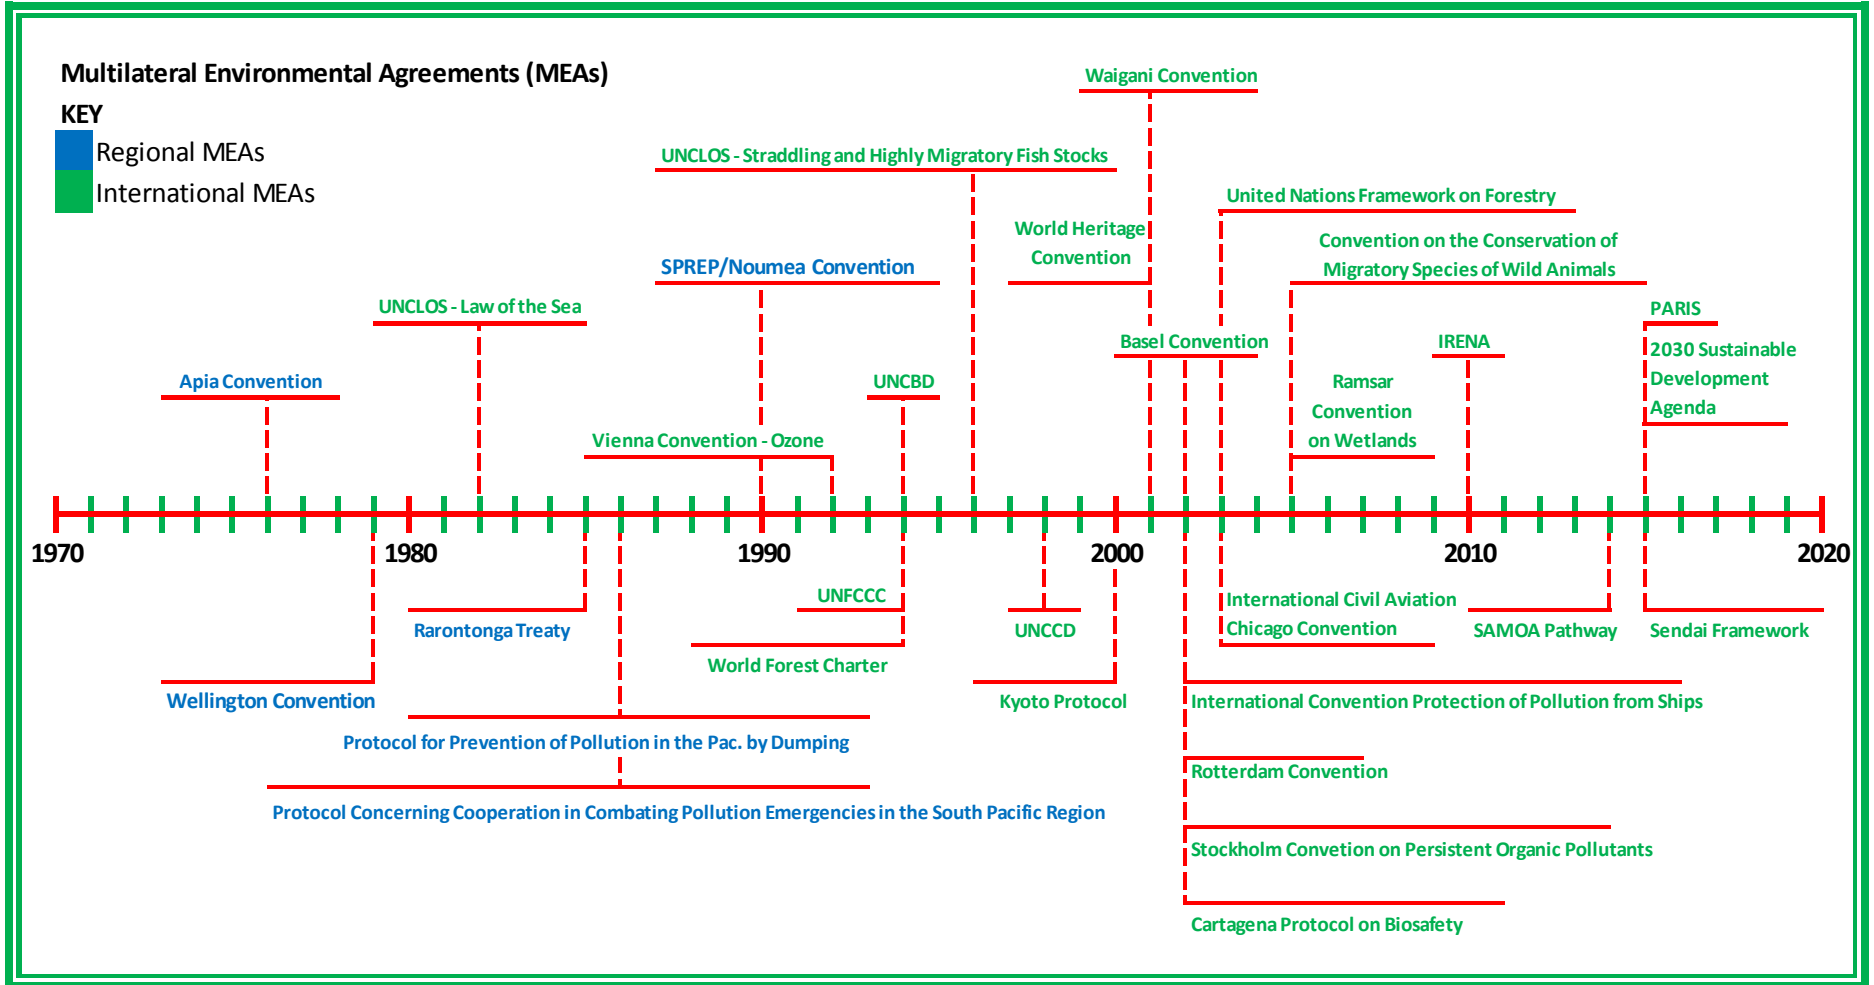 Multilateral Environmental Agreements (MEAs)
KEY
Regional MEAs
International MEAs
Waigani Convention
UNCLOS - Straddling and Highly Migratory Fish Stocks
United Nations Framework on Forestry
World Heritage
Convention
Convention on the Conservation of
Migratory Species of Wild Animals
SPREP/Noumea Convention
UNCLOS - Law of the Sea
PARIS
Basel Convention
IRENA
2030 Sustainable
Development
Agenda
Apia Convention
UNCBD
Ramsar
Convention
on Wetlands
Vienna Convention - Ozone
1970
1980
1990
2000
2010
2020
UNFCCC
International Civil Aviation
Chicago Convention
Rarontonga Treaty
UNCCD
SAMOA Pathway
Sendai Framework
World Forest Charter
Wellington Convention
Kyoto Protocol
International Convention Protection of Pollution from Ships
Protocol for Prevention of Pollution in the Pac. by Dumping
Rotterdam Convention
Protocol Concerning Cooperation in Combating Pollution Emergencies in the South Pacific Region
Stockholm Convetion on Persistent Organic Pollutants
Cartagena Protocol on Biosafety